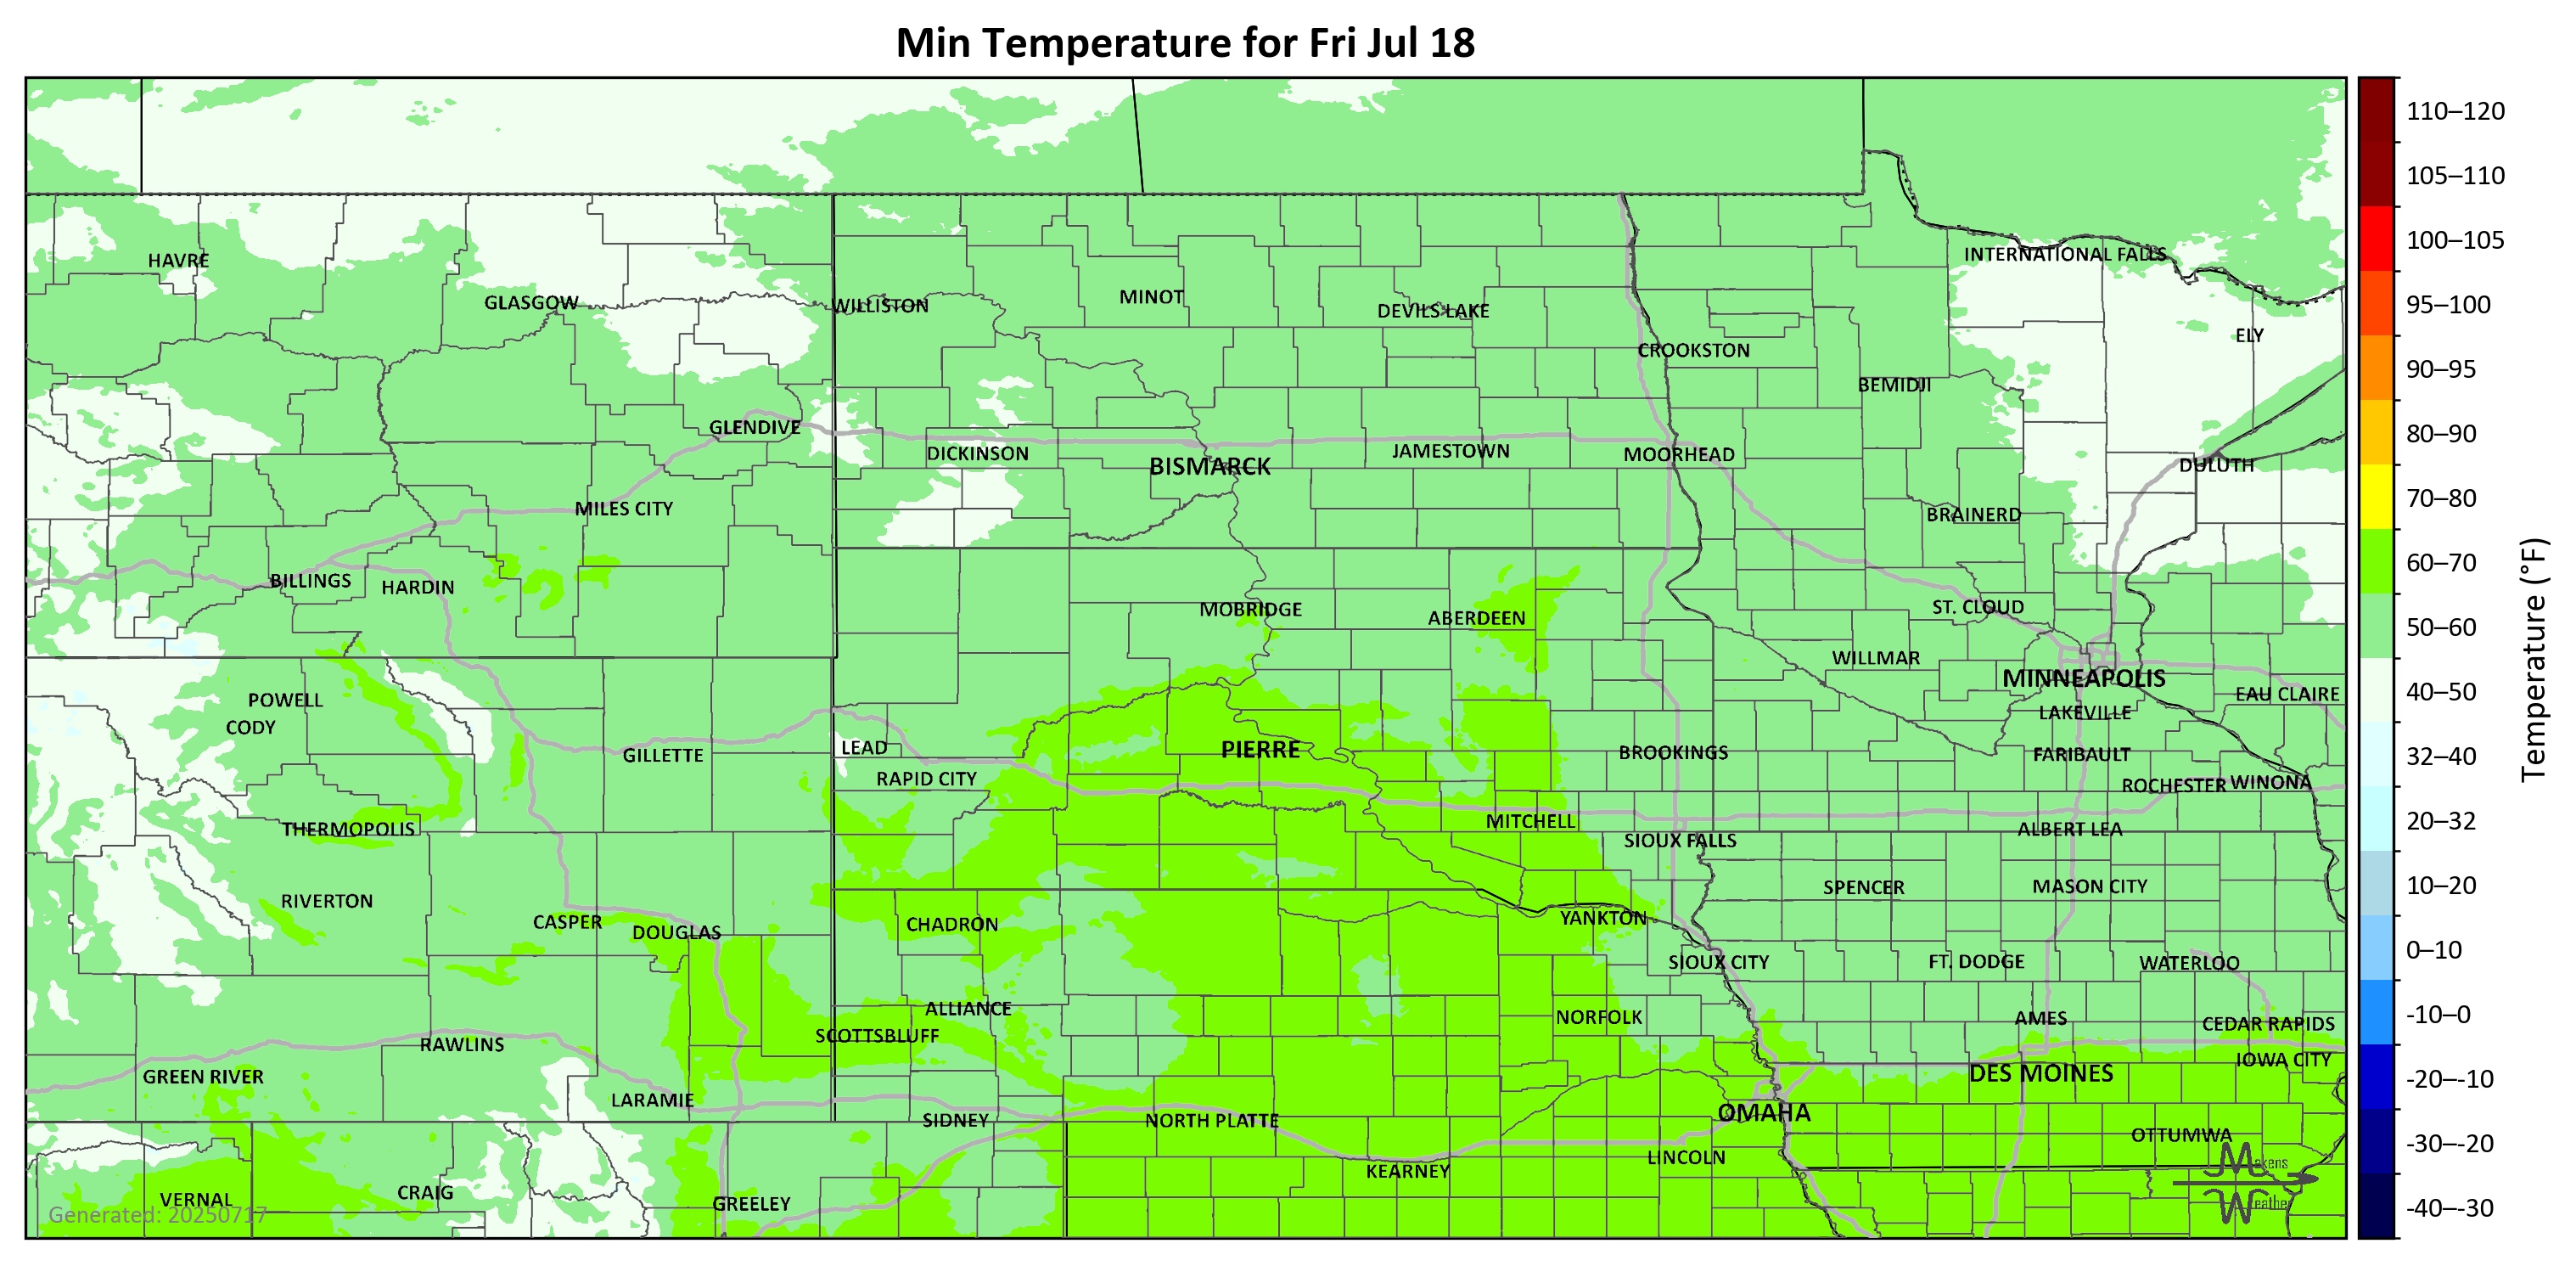 Min Temperature for Fri Jul 18
110–120
105–110
100–105
95–100
90–95
80–90
70–80
60–70
50–60
40–50
32–40
20–32
10–20
0–10
-10–0
-20–-10
-30–-20
-40–-30
Temperature (°F)
HAVRE
INTERNATIONAL FALLS
GLASGOW
WILLISTON
MINOT
DEVILS LAKE
ELY
CROOKSTON
BEMIDJI
GLENDIVE
DICKINSON
BISMARCK
JAMESTOWN
MOORHEAD
DULUTH
MILES CITY
BRAINERD
BILLINGS
HARDIN
MOBRIDGE
ABERDEEN
ST. CLOUD
WILLMAR
MINNEAPOLIS
POWELL
EAU CLAIRE
CODY
LAKEVILLE
GILLETTE
LEAD
PIERRE
BROOKINGS
FARIBAULT
RAPID CITY
ROCHESTER
WINONA
THERMOPOLIS
MITCHELL
ALBERT LEA
SIOUX FALLS
RIVERTON
SPENCER
MASON CITY
CASPER
DOUGLAS
CHADRON
YANKTON
SIOUX CITY
FT. DODGE
WATERLOO
ALLIANCE
NORFOLK
AMES
CEDAR RAPIDS
SCOTTSBLUFF
RAWLINS
IOWA CITY
GREEN RIVER
DES MOINES
LARAMIE
SIDNEY
NORTH PLATTE
OMAHA
OTTUMWA
KEARNEY
LINCOLN
VERNAL
CRAIG
GREELEY
Generated: 20250717
Makens
Weather